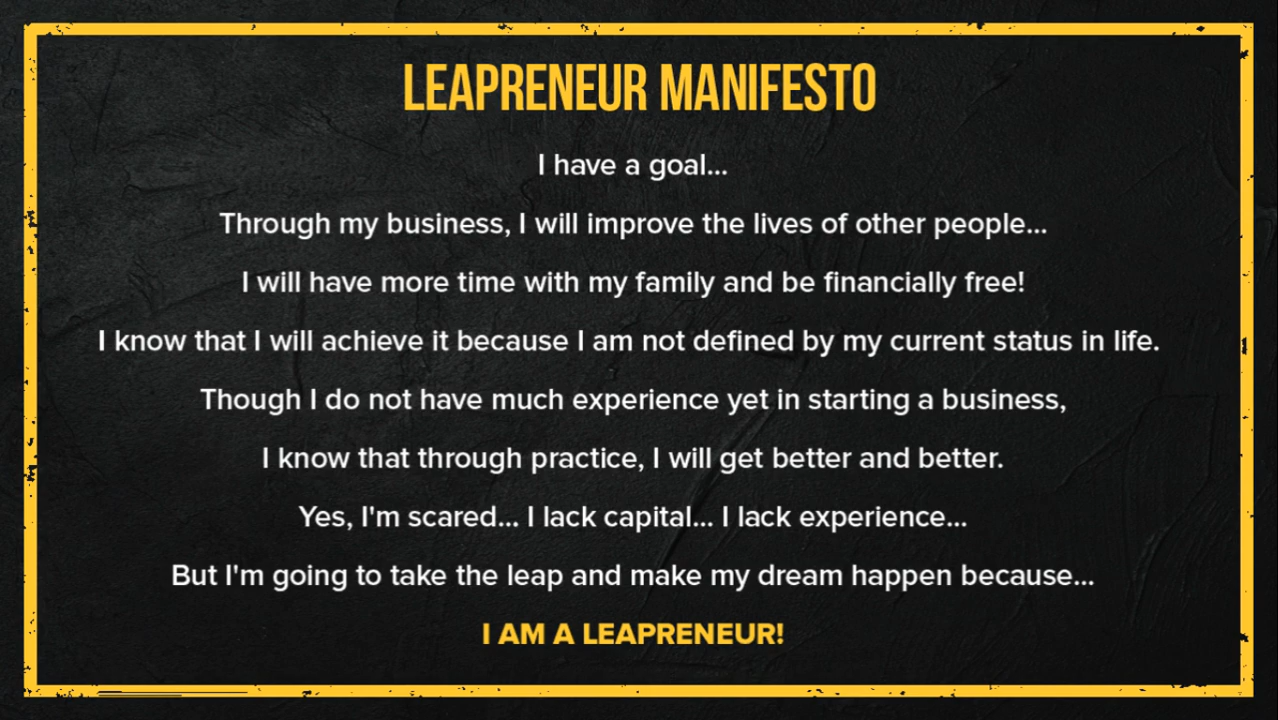 LEAPRENEUR MANIFESTO
I have a goal...
Through my business, I will improve the lives of other people...
I will have more time with my family and be financially free!
I know that I will achieve it because I am not defined by my current status in life.
Though I do not have much experience yet in starting a business,
I know that through practice, I will get better and better.
Yes, I'm scared... I lack capital... I lack experience...
But I'm going to take the leap and make my dream happen because...
I AM A LEAPRENEUR!